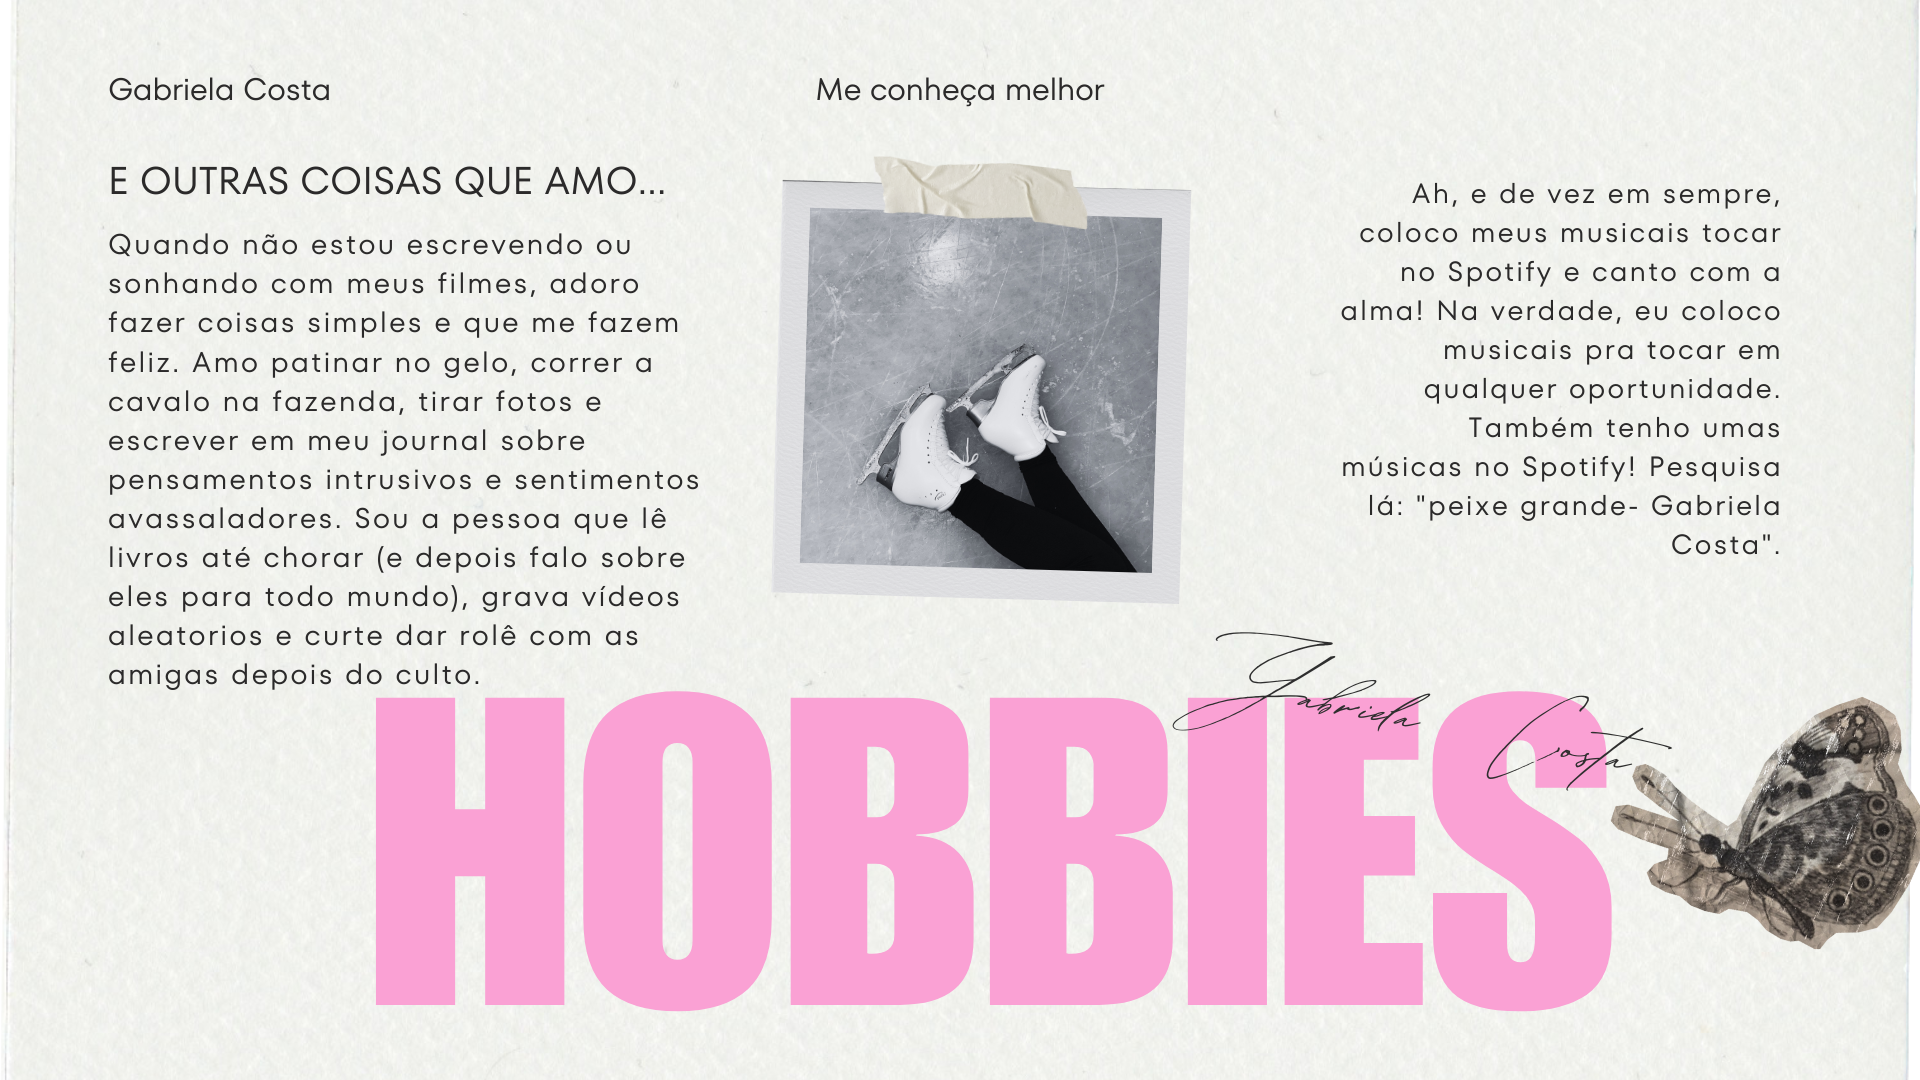 Gabriela Costa
Me conheça melhor
E OUTRAS COISAS QUE AMO...
Quando não estou escrevendo ou
sonhando com meus filmes, adoro
fazer coisas simples e que me fazem
feliz. Amo patinar no gelo, correr a
cavalo na fazenda, tirar fotos e
escrever em meu journal sobre
pensamentos intrusivos e sentimentos
avassaladores. Sou a pessoa que lê
livros até chorar (e depois falo sobre
eles para todo mundo), grava vídeos
aleatorios e curte dar rolê com as
amigas depois do culto.
Ah, e de vez em sempre,
coloco meus musicais tocar
no Spotify e canto com a
alma! Na verdade, eu coloco
musicais pra tocar em
qualquer oportunidade.
Também tenho umas
músicas no Spotify! Pesquisa
lá: "peixe grande- Gabriela
Costa".
Gabriela Costa
HOBBIES